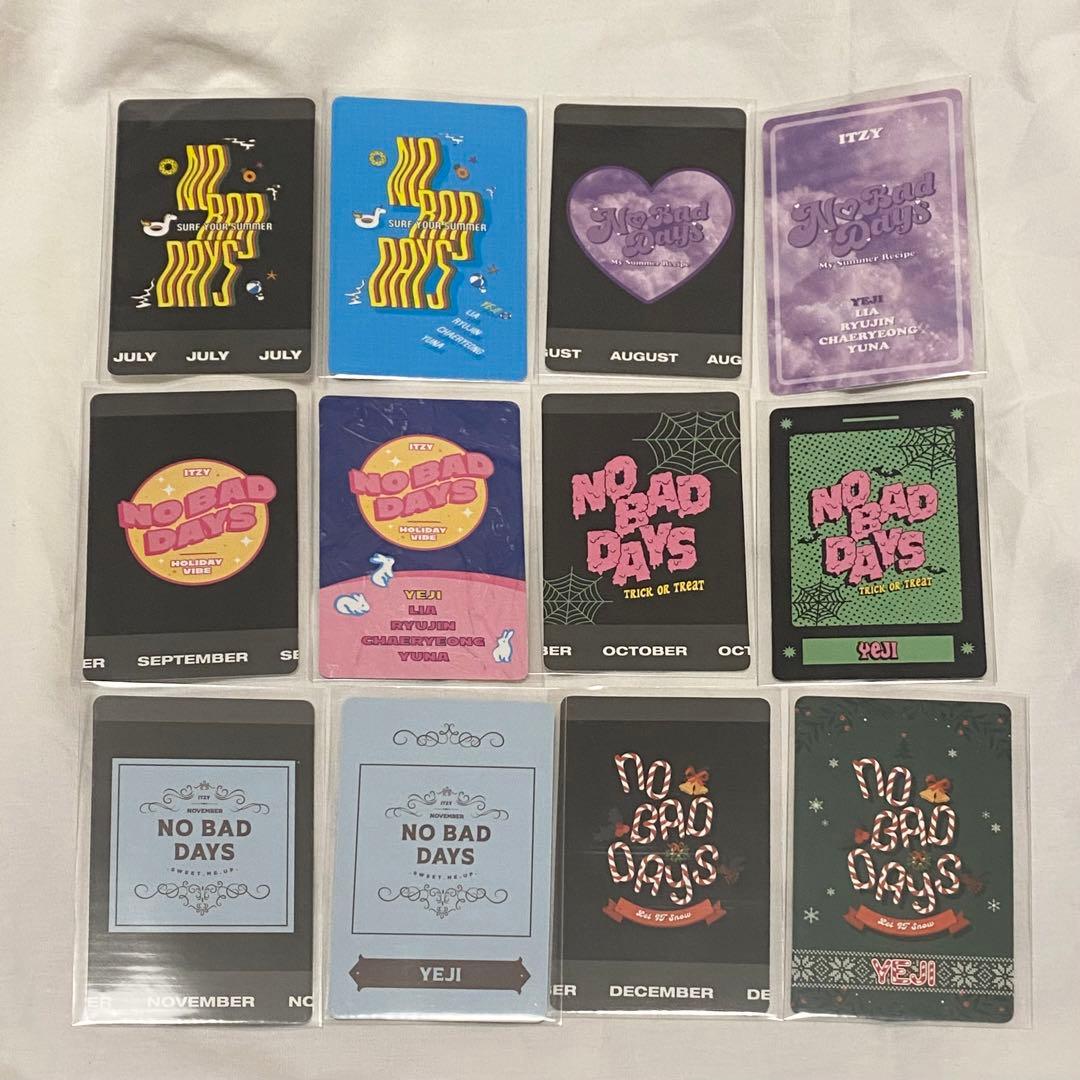 NO
BAD
SURF YOUR SUMMER
DAYS
JULY JULY JULY
NO
BAD
SURF YOUR SUMMER
DAYS
YEJI
LIA
RYUJIN
CHAERYEONG
YUNA
No Bad
Days
My Summer Recipe
GUST AUGUST AUG
ITZY
No Bad
Days
My Summer Recipe
YEJI
LIA
RYUJIN
CHAERYEONG
YUNA
ITZY
NO BAD
DAYS
HOLIDAY
VIBE
ER SEPTEMBER SE
ITZY
NO BAD
DAYS
HOLIDAY
VIBE
YEJI
LIA
RYUJIN
CHAERYEONG
YUNA
NO
BAD
DAYS
TRICK OR TREAT
BER OCTOBER OCT
NO
BAD
DAYS
TRICK OR TREAT
YEJI
ITZY
NOVEMBER
NO BAD
DAYS
·SWEET·ME·UP·
ER NOVEMBER NO
ITZY
NOVEMBER
NO BAD
DAYS
·SWEET·ME·UP·
YEJI
NO
BAD
DAYS
Let It Snow
ER DECEMBER DE
NO
BAD
DAYS
Let It Snow
YEJI